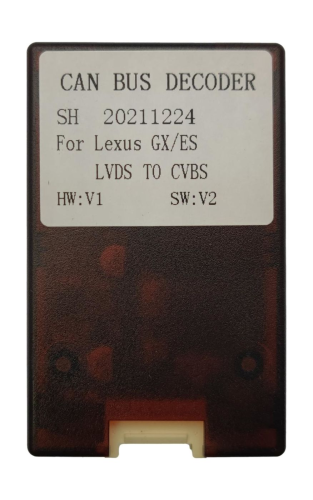 CAN BUS DECODER
SH 20211224
For Lexus GX/ES
LVDS TO CVBS
HW:V1 SW:V2